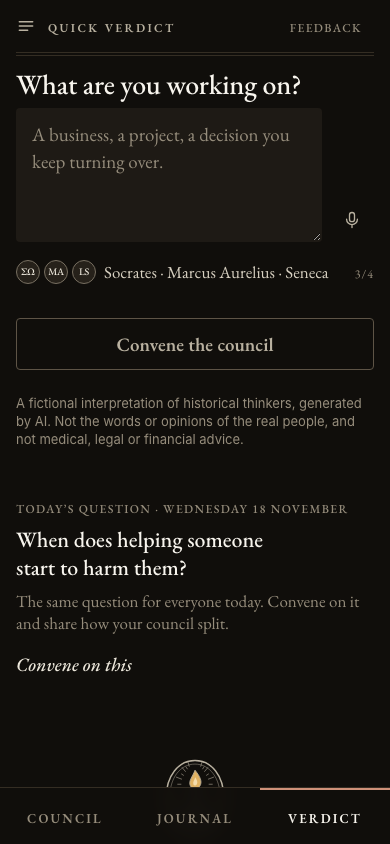 QUICK VERDICT
FEEDBACK
What are you working on?
A business, a project, a decision you
keep turning over.
ΣΩ MA LS Socrates · Marcus Aurelius · Seneca 3/4
Convene the council
A fictional interpretation of historical thinkers, generated
by AI. Not the words or opinions of the real people, and
not medical, legal or financial advice.
TODAY'S QUESTION · WEDNESDAY 18 NOVEMBER
When does helping someone
start to harm them?
The same question for everyone today. Convene on it
and share how your council split.
Convene on this
COUNCIL JOURNAL VERDICT